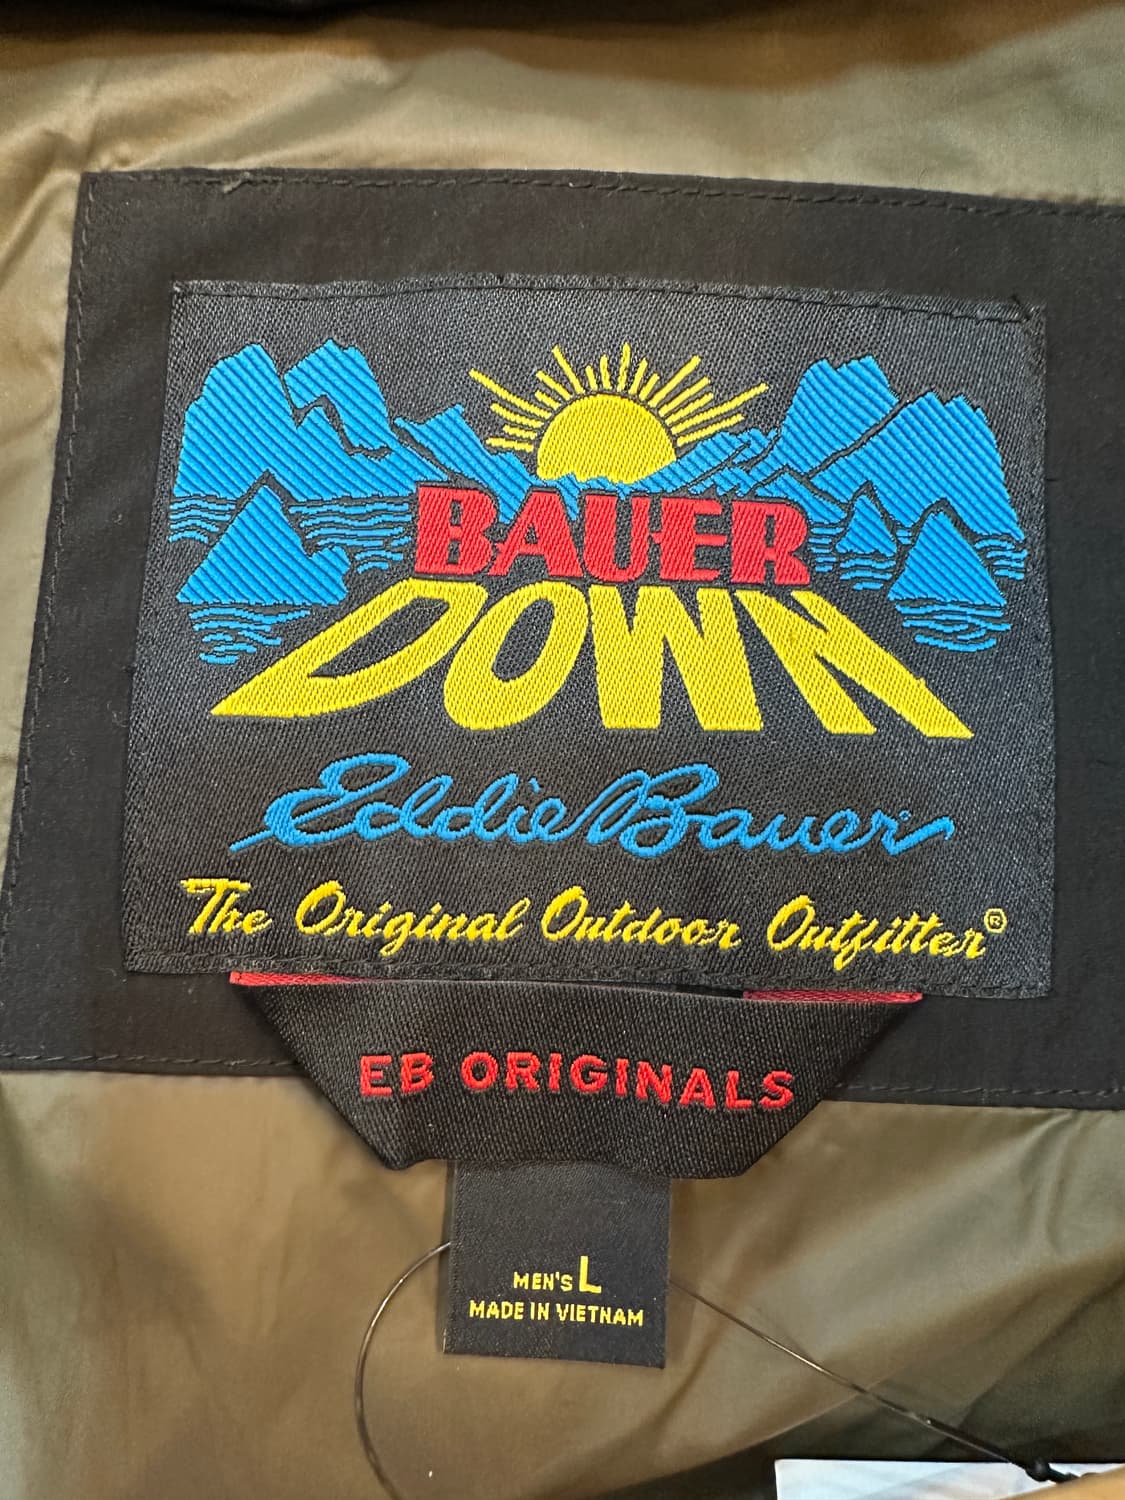 BAUER
DOWN
Eddie Bauer
The Original Outdoor Outfitter®
EB ORIGINALS
MEN'S L
MADE IN VIETNAM